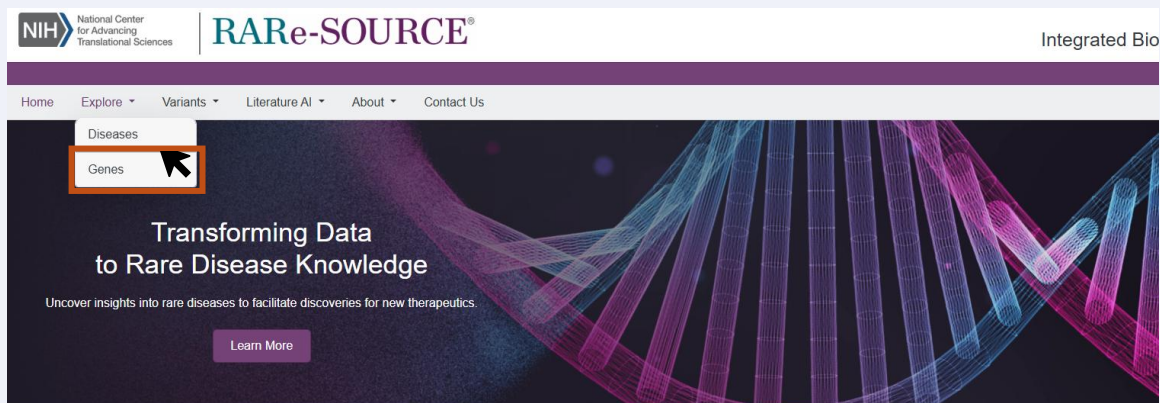 NIH
National Center
for Advancing
Translational Sciences
RARe-SOURCE®
Integrated Bio
Home Explore Variants Literature AI About Contact Us
Diseases
Genes
Transforming Data
to Rare Disease Knowledge
Uncover insights into rare diseases to facilitate discoveries for new therapeutics.
Learn More